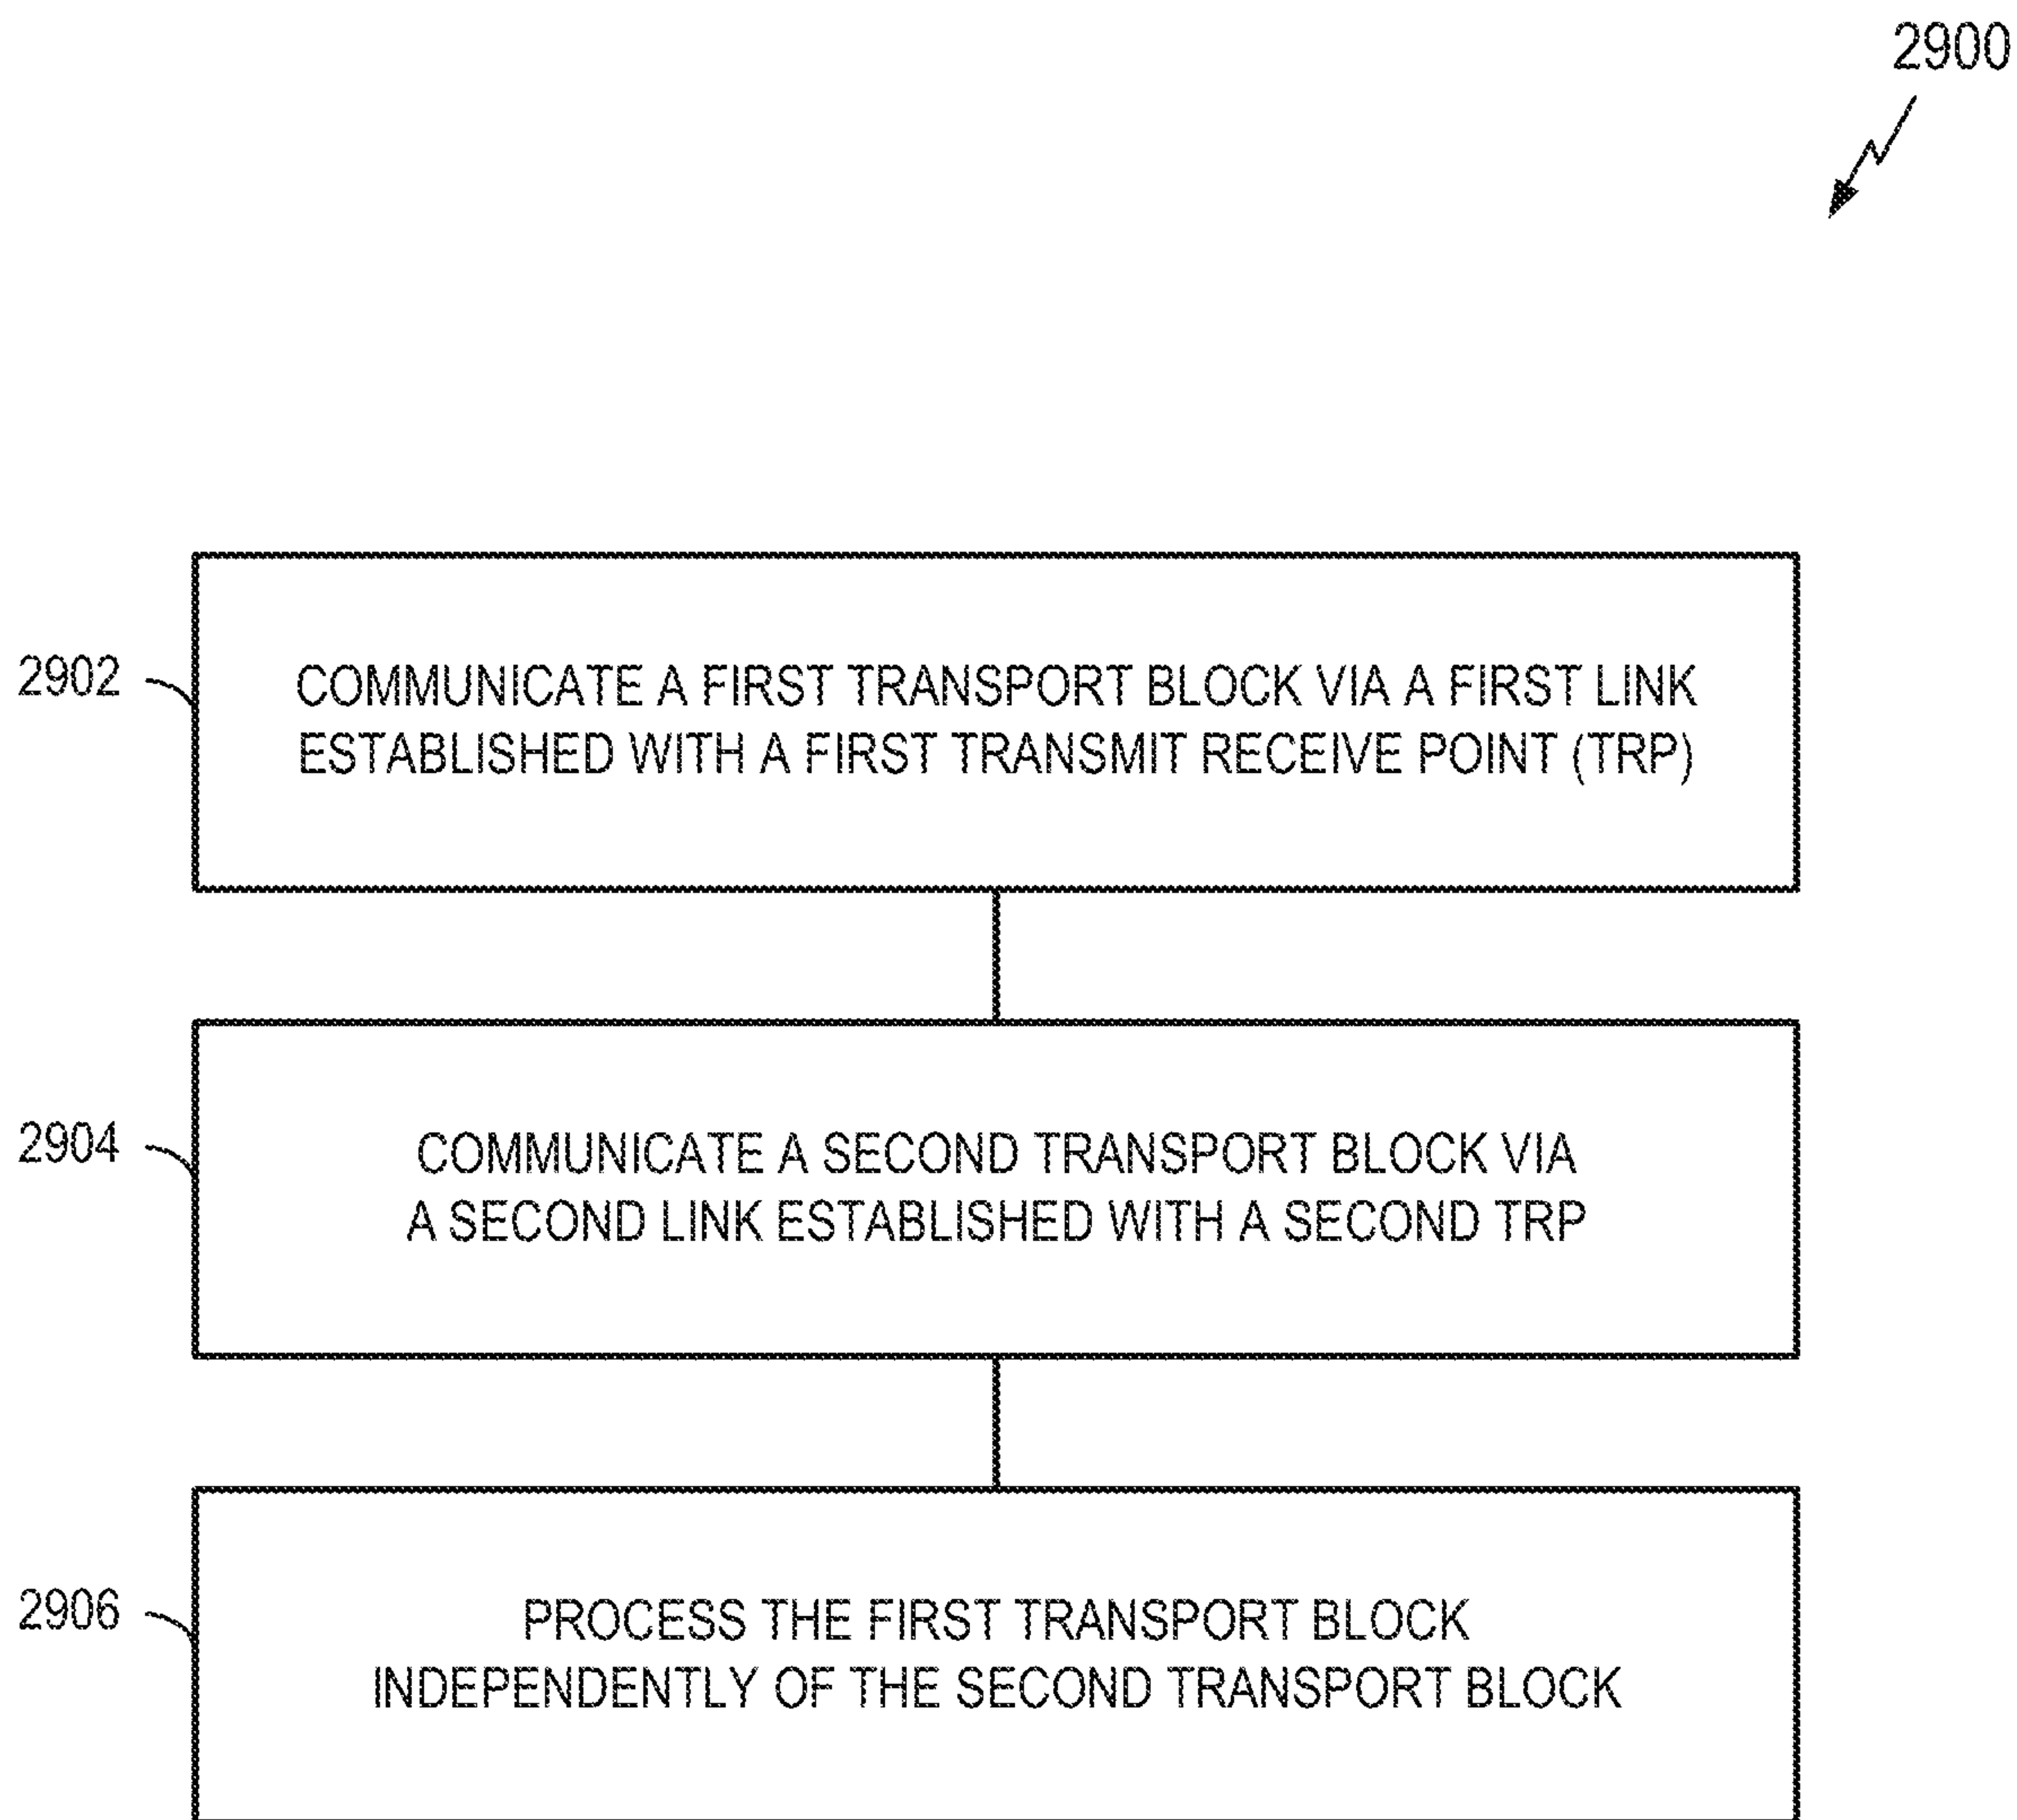 2900
2902
COMMUNICATE A FIRST TRANSPORT BLOCK VIA A FIRST LINK
ESTABLISHED WITH A FIRST TRANSMIT RECEIVE POINT (TRP)
2904
COMMUNICATE A SECOND TRANSPORT BLOCK VIA
A SECOND LINK ESTABLISHED WITH A SECOND TRP
2906
PROCESS THE FIRST TRANSPORT BLOCK
INDEPENDENTLY OF THE SECOND TRANSPORT BLOCK